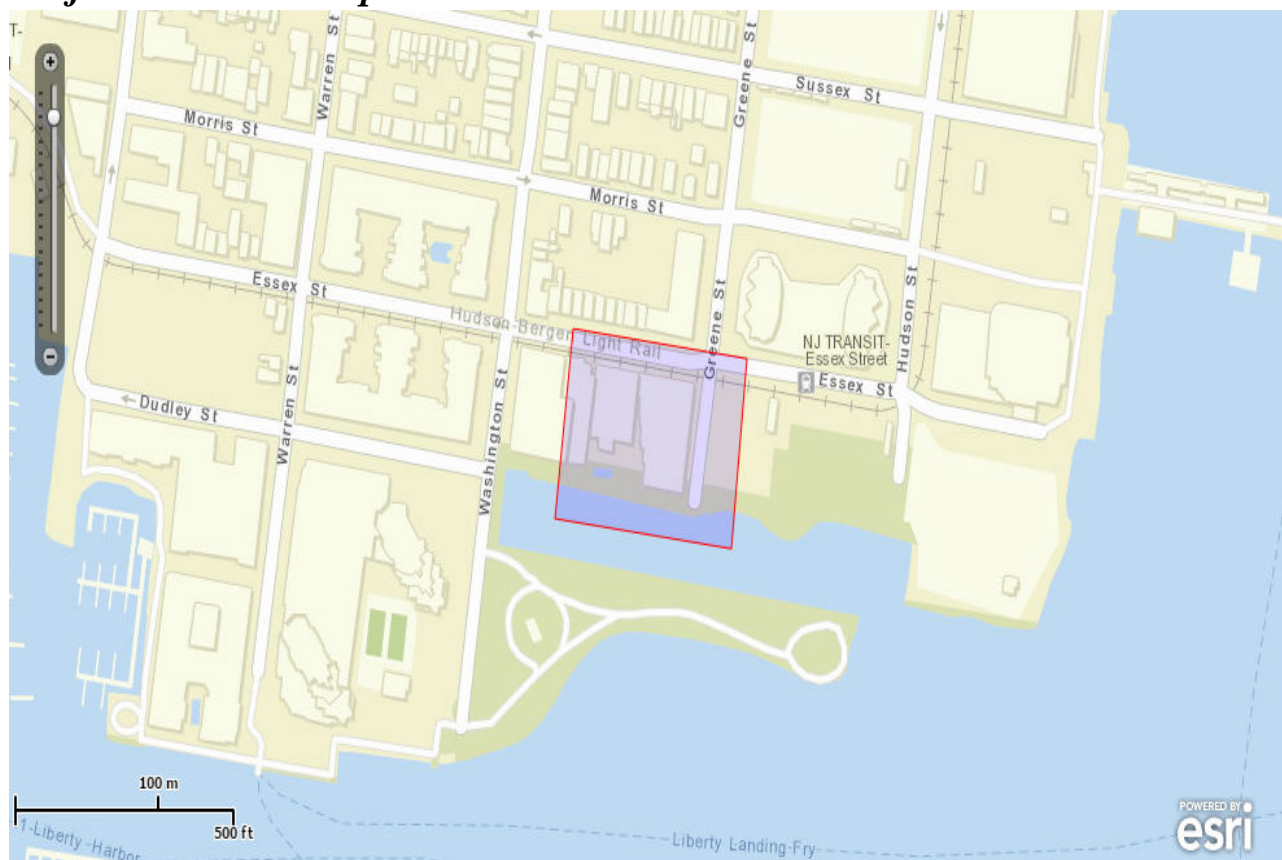 T-
Warren St
Greene St
Sussex St
Morris St
Morris St
Essex St
Hudson-Bergen Light Rail
Greene St
NJ TRANSIT-
Essex Street
Hudson St
Essex St
Dudley St
Warren St
Washington St
100 m
500 ft
1-Liberty-Harbor
Liberty Landing-Fry
POWERED BY
esri